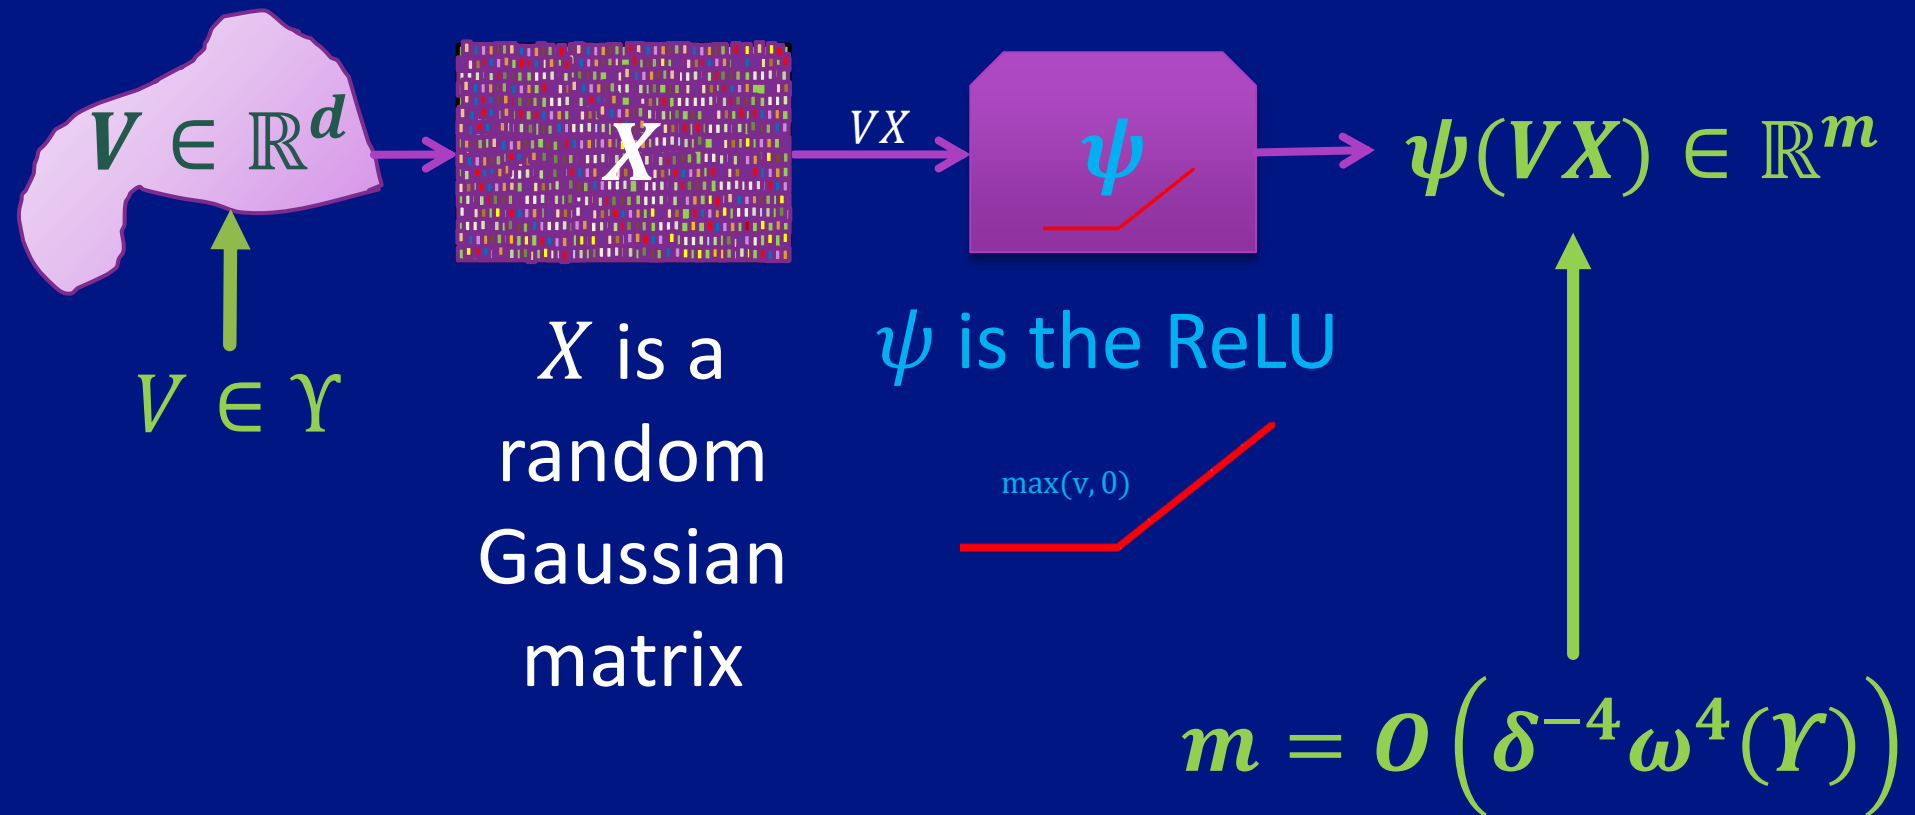 V ∈ ℝ^d
X
VX
ψ
ψ(VX) ∈ ℝ^m
V ∈ ϒ
X is a
random
Gaussian
matrix
ψ is the ReLU
max(v, 0)
m = O(δ^{-4} ω^4(ϒ))